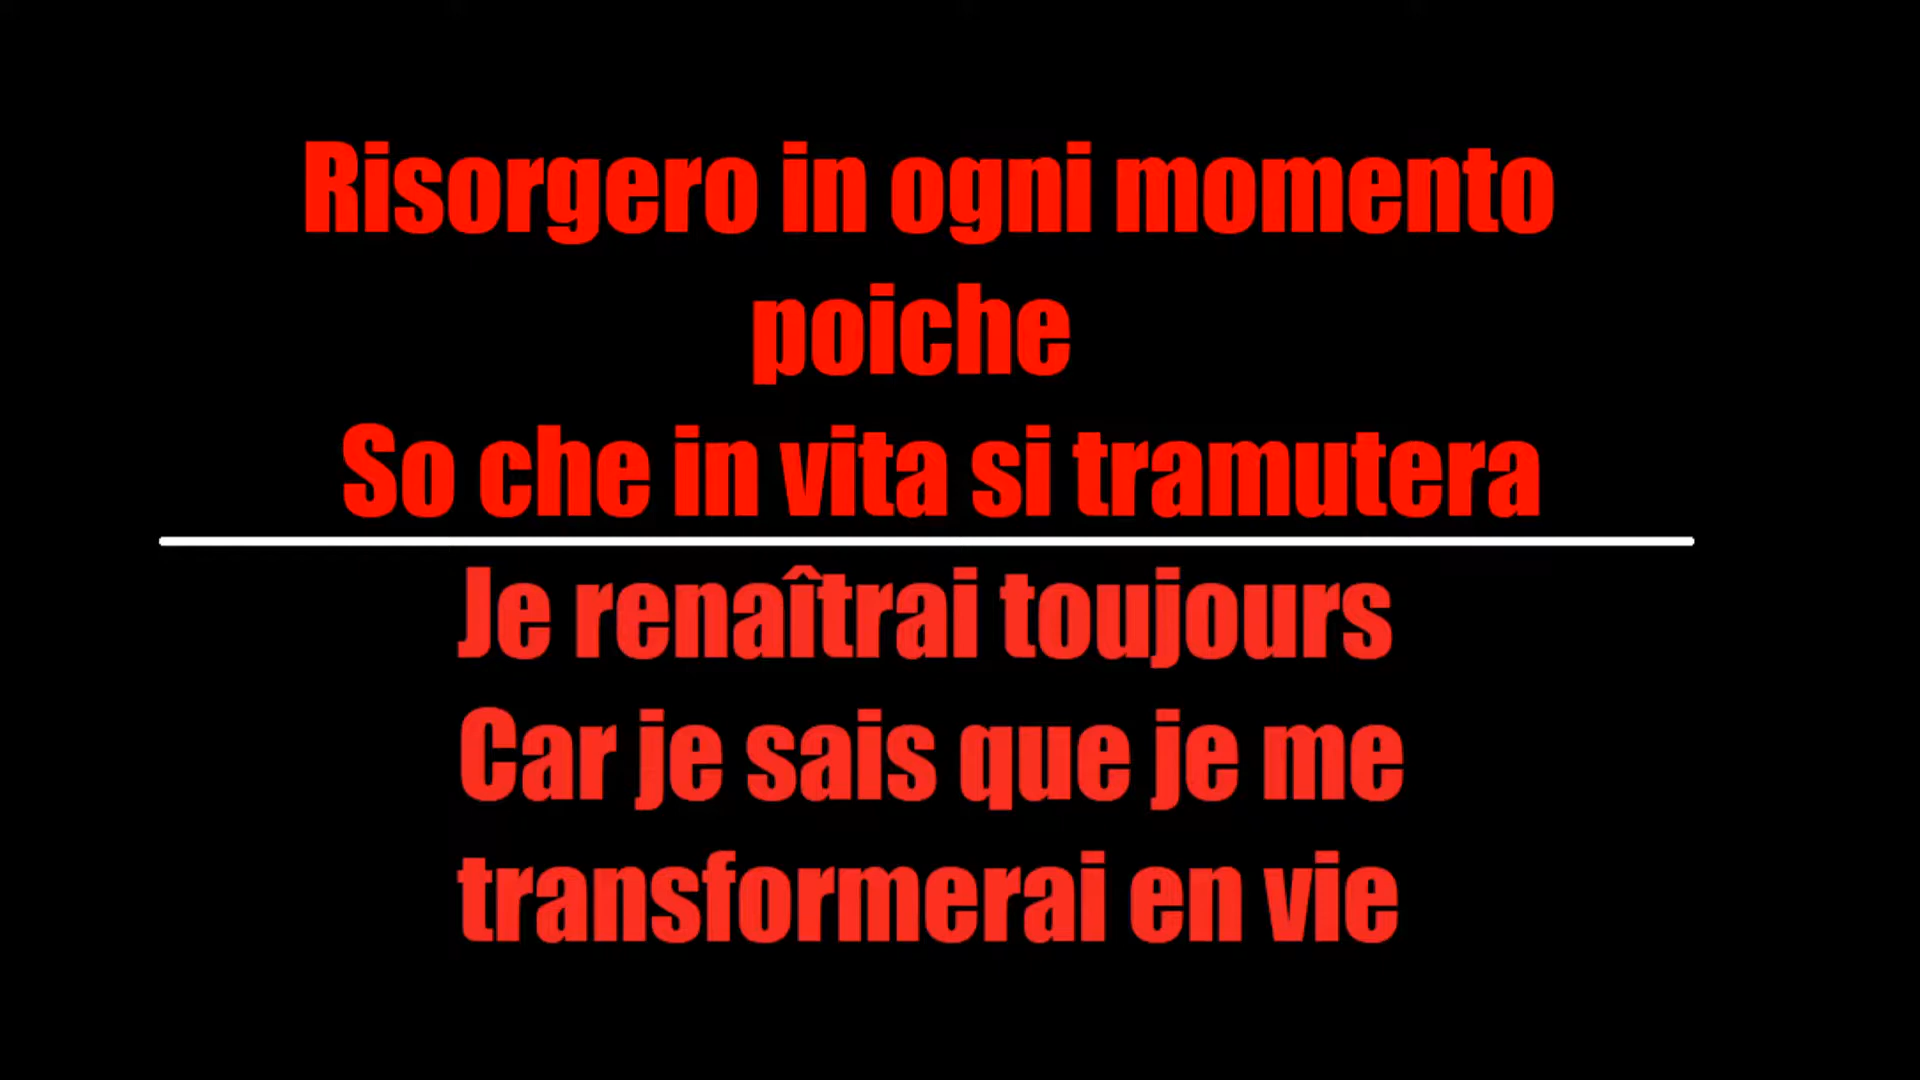 Risorgero in ogni momento
poiche
So che in vita si tramutera
Je renaîtrai toujours
Car je sais que je me
transformerai en vie